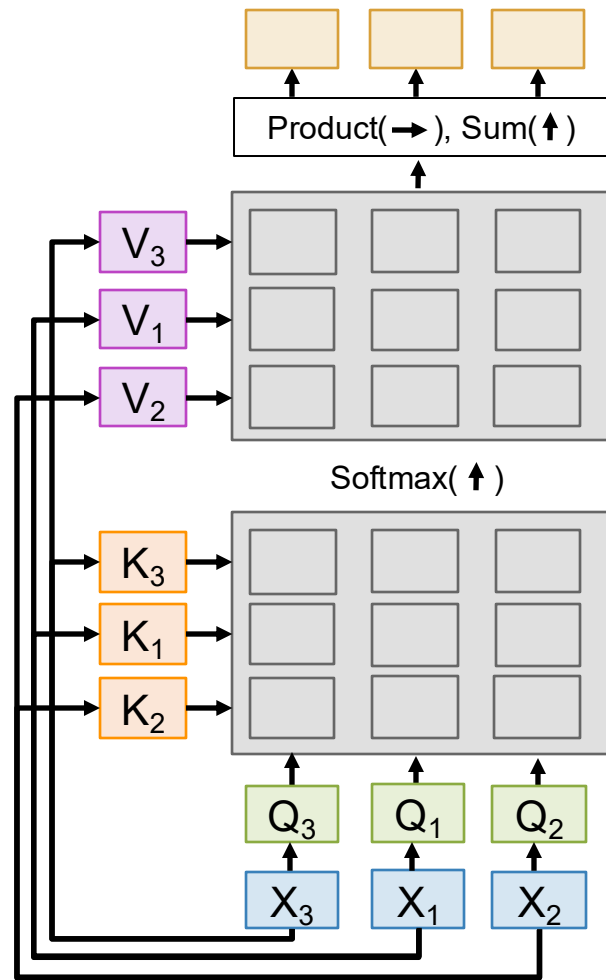 Product(→), Sum(↑)
V₃
V₁
V₂
Softmax(↑)
K₃
K₁
K₂
Q₃ Q₁ Q₂
X₃ X₁ X₂